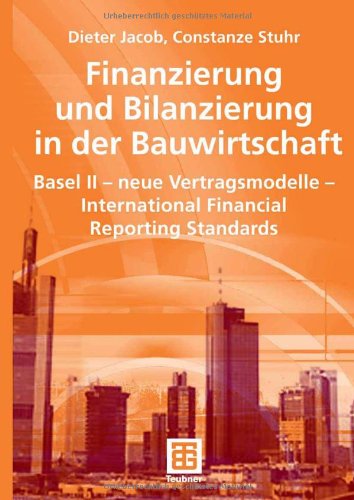 Urheberrechtlich geschütztes Material
Dieter Jacob, Constanze Stuhr
Finanzierung
und Bilanzierung
in der Bauwirtschaft
Basel II – neue Vertragsmodelle –
International Financial
Reporting Standards
Teubner